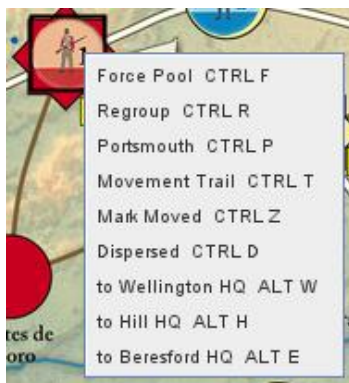 1
Force Pool CTRL F
Regroup CTRL R
Portsmouth CTRL P
Movement Trail CTRL T
Mark Moved CTRL Z
Dispersed CTRL D
to Wellington HQ ALT W
to Hill HQ ALT H
to Beresford HQ ALT E
tes de
oro